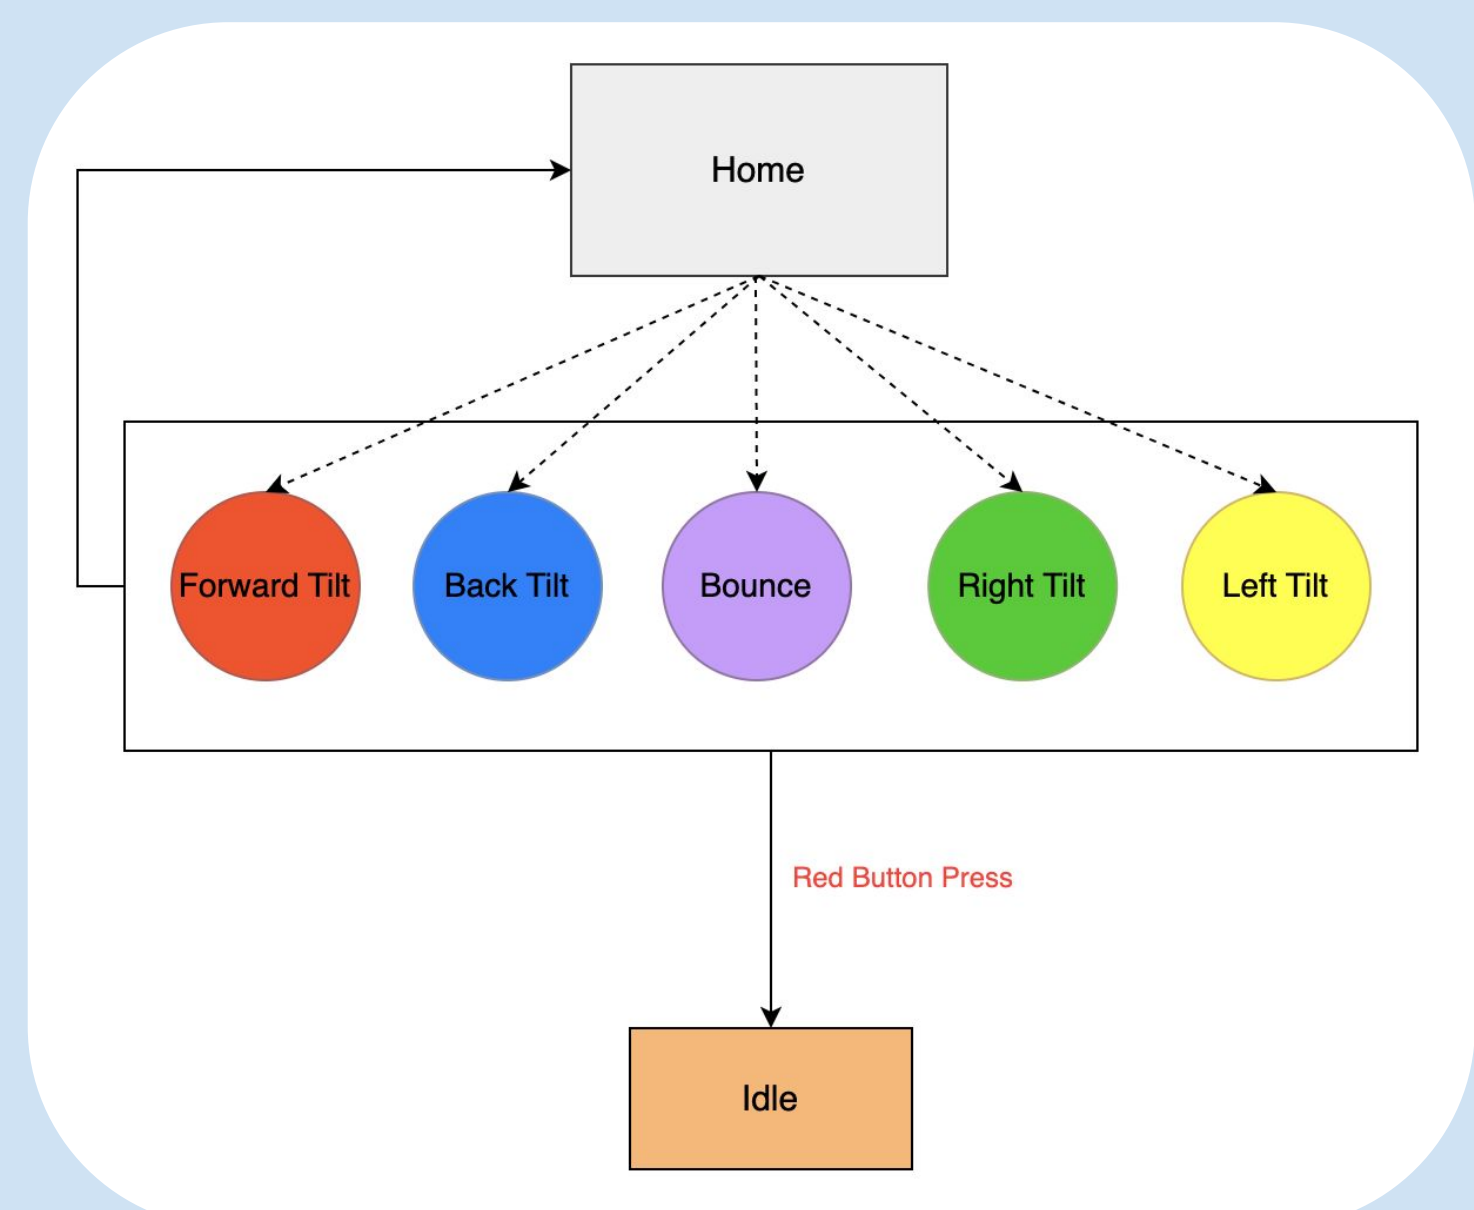 Home
Forward Tilt
Back Tilt
Bounce
Right Tilt
Left Tilt
Red Button Press
Idle